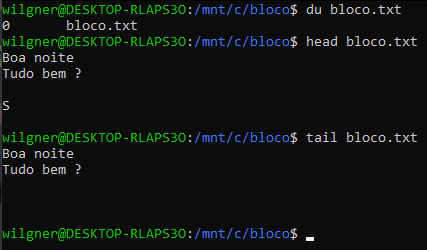 wilgner@DESKTOP-RLAPS3O:/mnt/c/bloco$ du bloco.txt
0       bloco.txt
wilgner@DESKTOP-RLAPS3O:/mnt/c/bloco$ head bloco.txt
Boa noite
Tudo bem ?
S
wilgner@DESKTOP-RLAPS3O:/mnt/c/bloco$ tail bloco.txt
Boa noite
Tudo bem ?
wilgner@DESKTOP-RLAPS3O:/mnt/c/bloco$